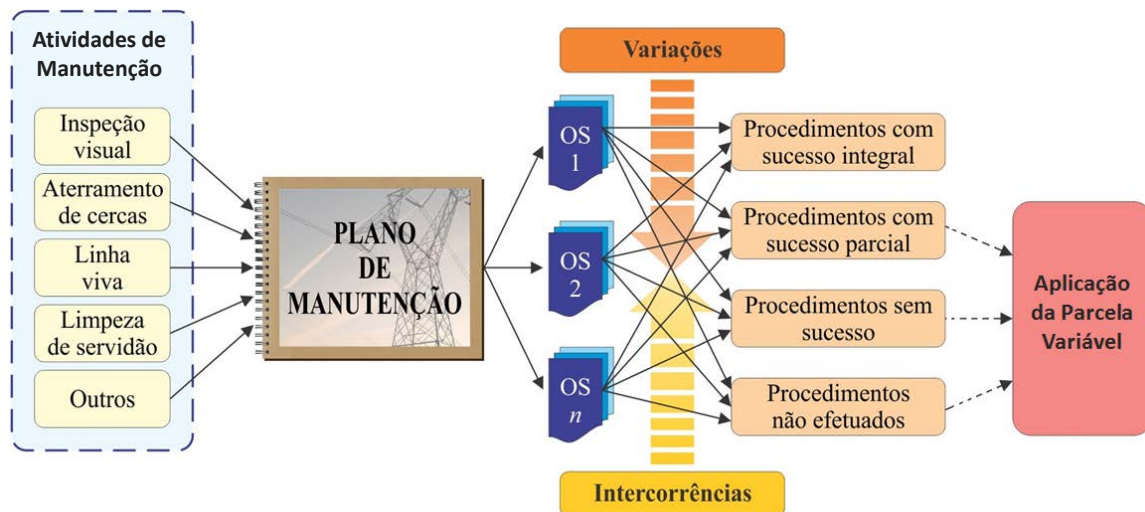 Atividades de
Manutenção
Inspeção
visual
Aterramento
de cercas
Linha
viva
Limpeza
de servidão
Outros
PLANO
DE
MANUTENÇÃO
OS
1
OS
2
OS
n
Variações
Intercorrências
Procedimentos com
sucesso integral
Procedimentos com
sucesso parcial
Procedimentos sem
sucesso
Procedimentos
não efetuados
Aplicação
da Parcela
Variável